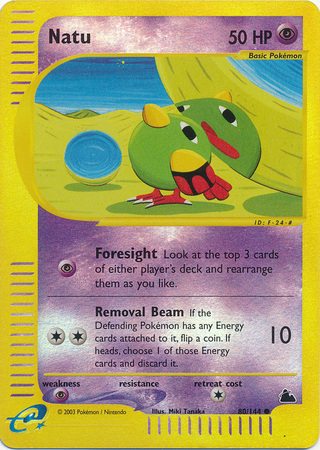 Natu 50 HP
Basic Pokémon
ID: F-24-#
Foresight Look at the top 3 cards
of either player's deck and rearrange
them as you like.
Removal Beam If the
Defending Pokémon has any Energy
cards attached to it, flip a coin. If
heads, choose 1 of those Energy
cards and discard it.
10
weakness resistance retreat cost
© 2003 Pokémon / Nintendo Illus. Miki Tanaka 80/144
e